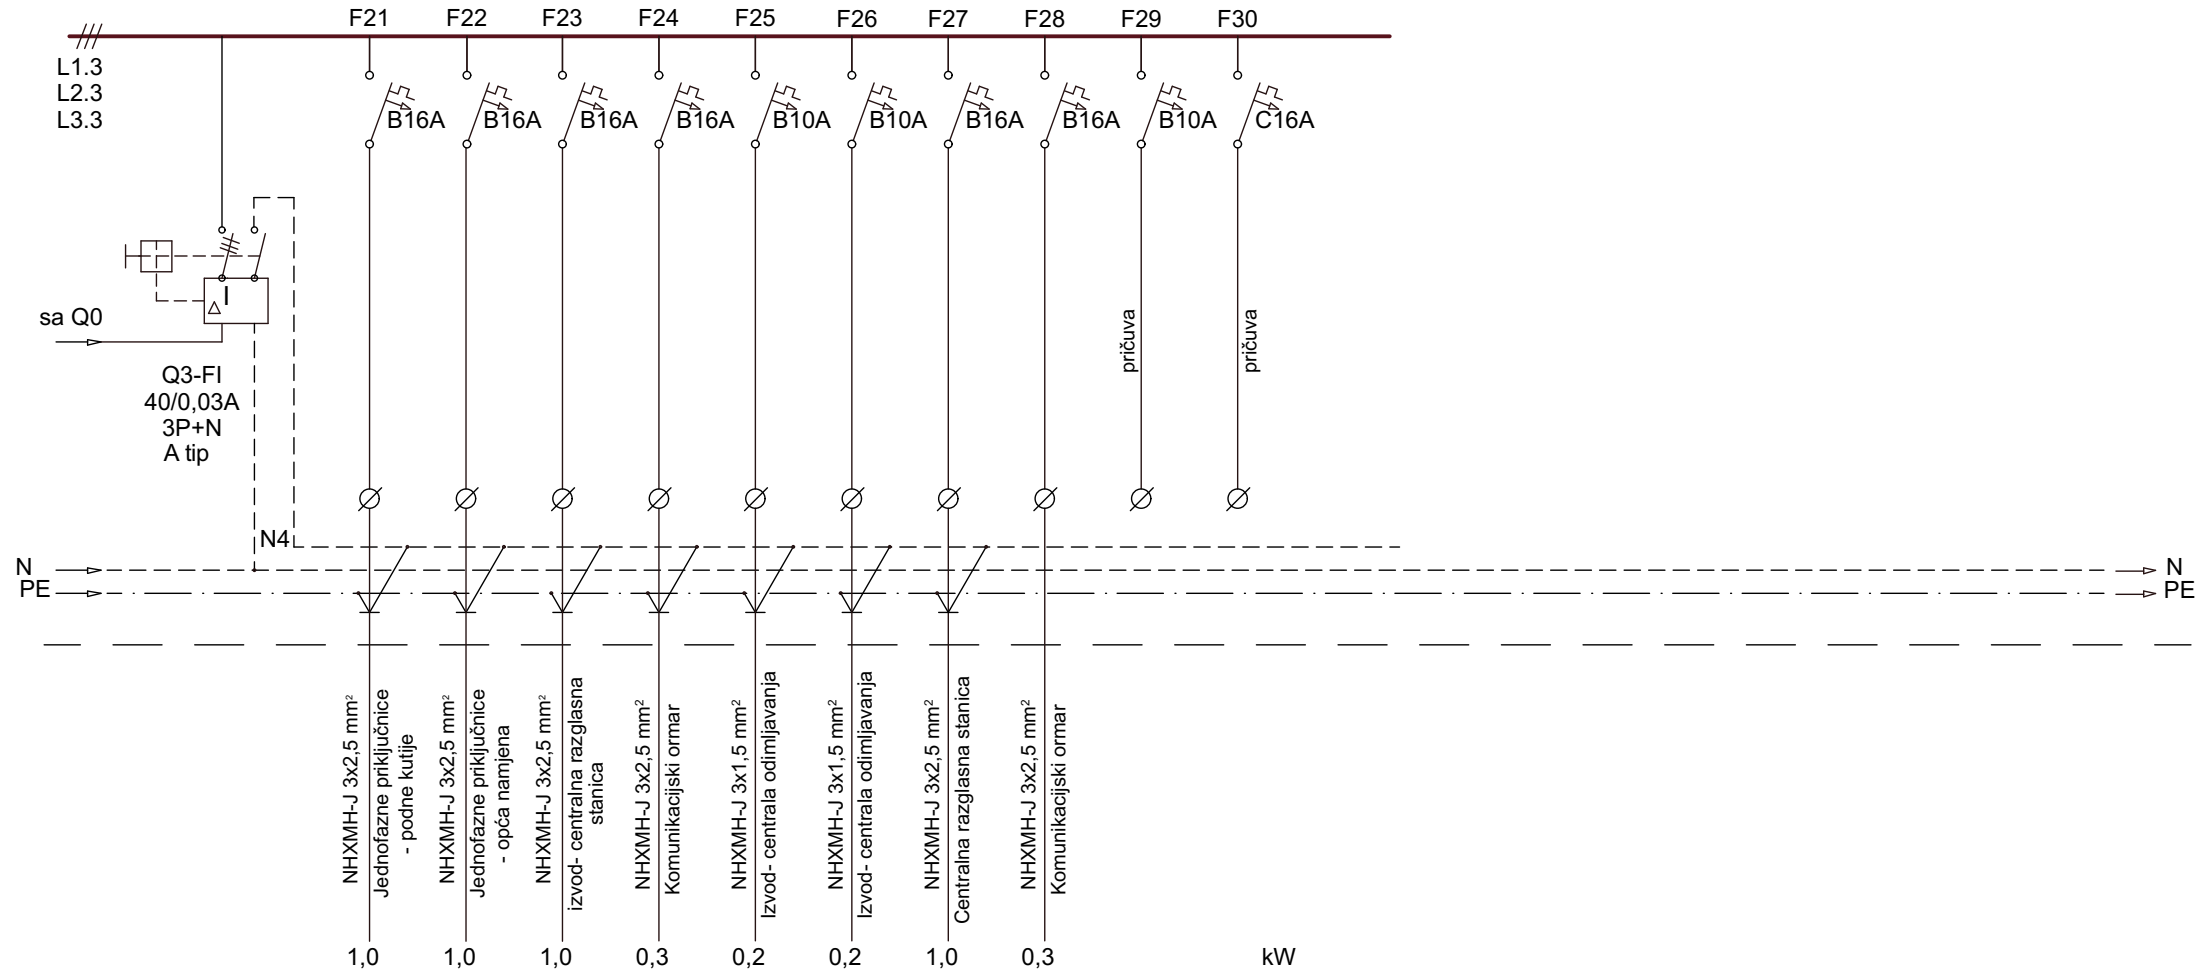 F21 F22 F23 F24 F25 F26 F27 F28 F29 F30
L1.3
L2.3
L3.3
B16A B16A B16A B16A B10A B10A B16A B16A B10A C16A
I
sa Q0
Q3-FI
40/0,03A
3P+N
A tip
pričuva
pričuva
N4
N
PE
N
PE
NHXMH-J 3x2,5 mm²
Jednofazne priključnice
- podne kutije
NHXMH-J 3x2,5 mm²
Jednofazne priključnice
- opća namjena
NHXMH-J 3x2,5 mm²
izvod- centralna razglasna
stanica
NHXMH-J 3x2,5 mm²
Komunikacijski ormar
NHXMH-J 3x1,5 mm²
Izvod- centrala odimljavanja
NHXMH-J 3x1,5 mm²
Izvod- centrala odimljavanja
NHXMH-J 3x2,5 mm²
Centralna razglasna stanica
NHXMH-J 3x2,5 mm²
Komunikacijski ormar
1,0 1,0 1,0 0,3 0,2 0,2 1,0 0,3 kW